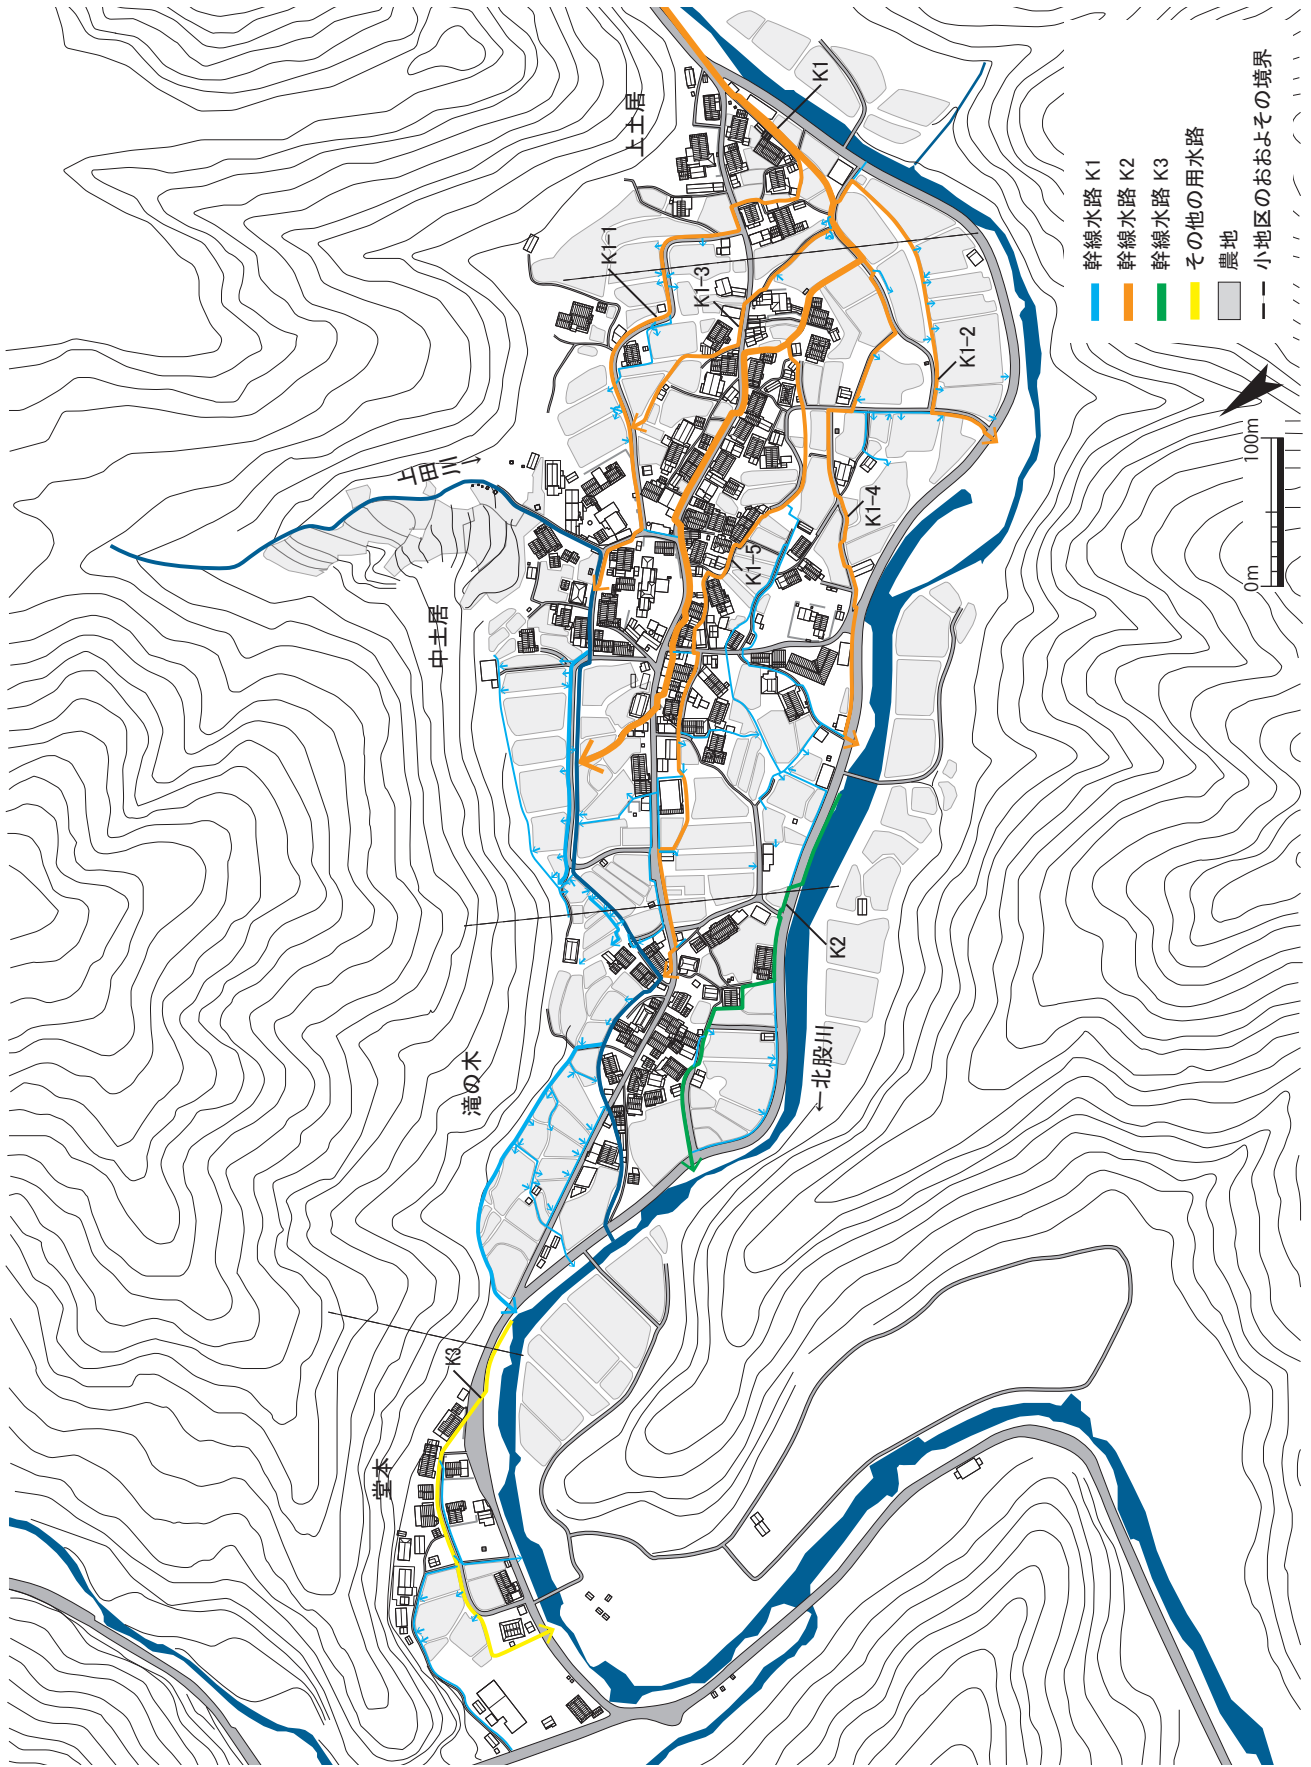 上土居
K1
K1-1
K1-3
K1-2
上田川→
中土居
K1-4
K1-5
滝の木
K2
←北股川
堂本
K3
幹線水路 K1
幹線水路 K2
幹線水路 K3
その他の用水路
農地
小地区のおおよその境界
0m
100m